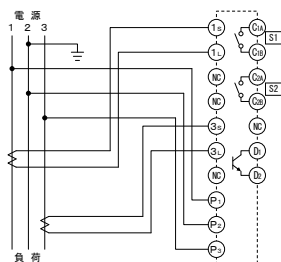 電 源
1 2 3
1S C1A S1
1L C1B
NC C2A
NC C2B S2
3S NC
3L D1
NC D2
P1
P2
P3
負 荷